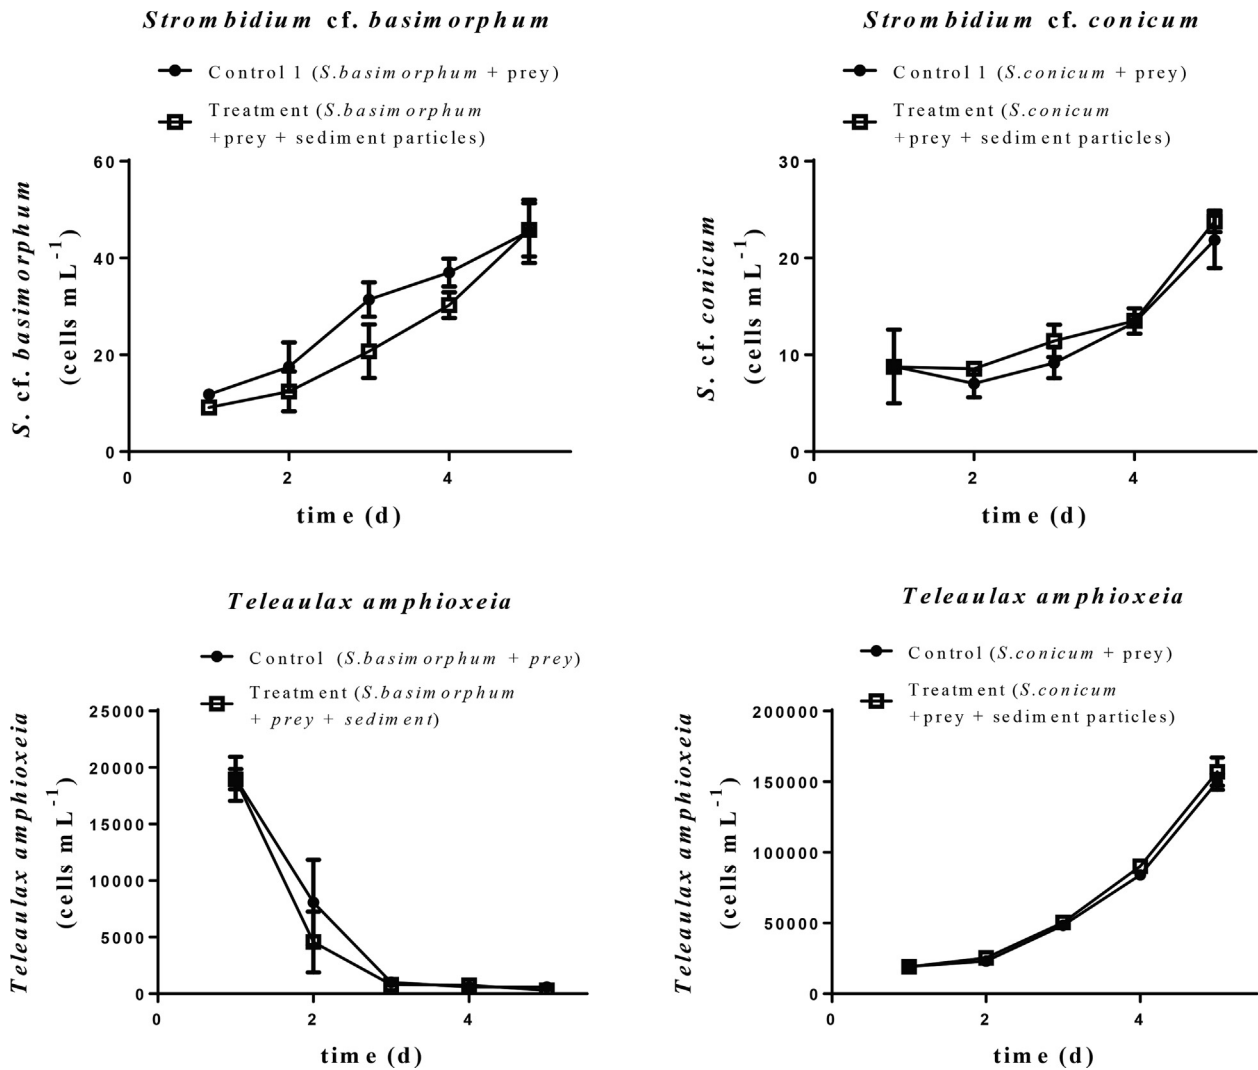 Strombidium cf. basimorphum
Control 1 (S.basimorphum + prey)
Treatment (S.basimorphum
+prey + sediment particles)
S. cf. basimorphum
(cells mL-1)
60
40
20
0
0
2
4
time (d)
Strombidium cf. conicum
Control 1 (S.conicum + prey)
Treatment (S.conicum
+prey + sediment particles)
S. cf. conicum
(cells mL-1)
30
20
10
0
0
2
4
time (d)
Teleaulax amphioxeia
Control (S.basimorphum + prey)
Treatment (S.basimorphum
+ prey + sediment)
Teleaulax amphioxeia
(cells mL-1)
25000
20000
15000
10000
5000
0
0
2
4
time (d)
Teleaulax amphioxeia
Control (S.conicum + prey)
Treatment (S.conicum
+prey + sediment particles)
Teleaulax amphioxeia
(cells mL-1)
200000
150000
100000
50000
0
0
2
4
time (d)